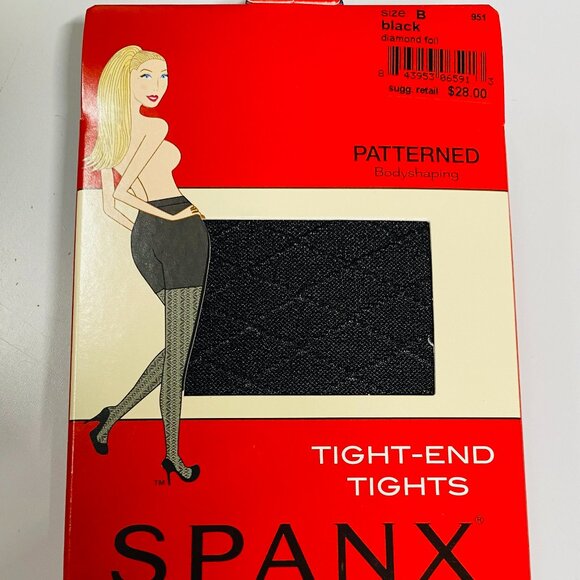 size B 951
black
diamond foil
8 43953 06591 3
sugg. retail $28.00
PATTERNED
Bodyshaping
TIGHT-END
TIGHTS
TM
SPANX®